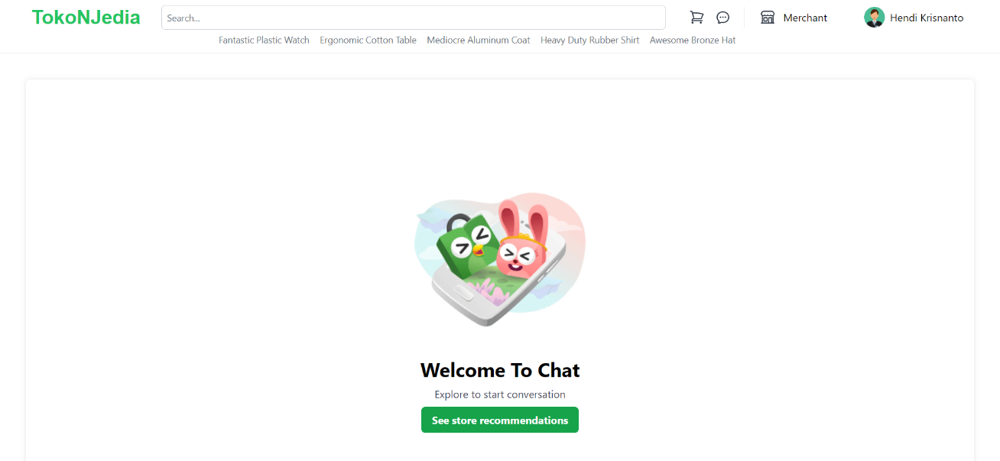 TokoNJedia
Search...
Merchant
Hendi Krisnanto
Fantastic Plastic Watch Ergonomic Cotton Table Mediocre Aluminum Coat Heavy Duty Rubber Shirt Awesome Bronze Hat
Welcome To Chat
Explore to start conversation
See store recommendations